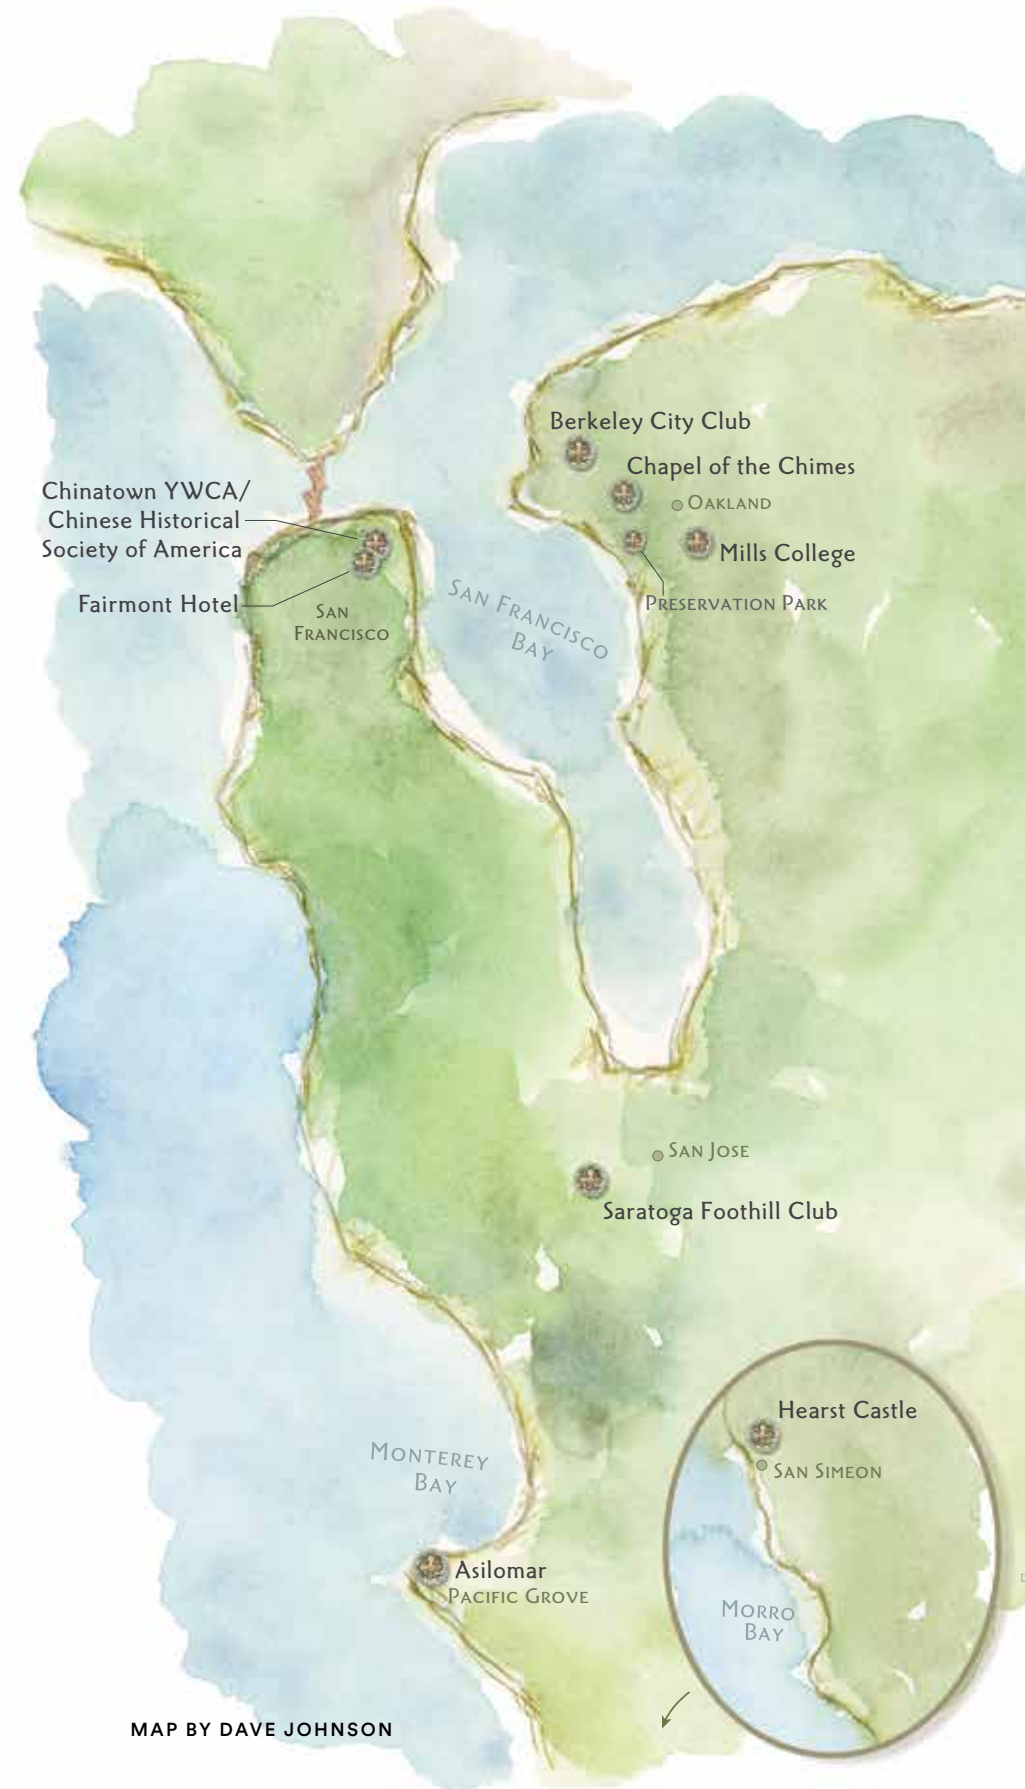 Berkeley City Club
Chapel of the Chimes
OAKLAND
Chinatown YWCA/
Chinese Historical
Society of America
Mills College
Fairmont Hotel
SAN
FRANCISCO
SAN FRANCISCO
BAY
PRESERVATION PARK
SAN JOSE
Saratoga Foothill Club
Hearst Castle
SAN SIMEON
MONTEREY
BAY
Asilomar
PACIFIC GROVE
MORRO
BAY
MAP BY DAVE JOHNSON